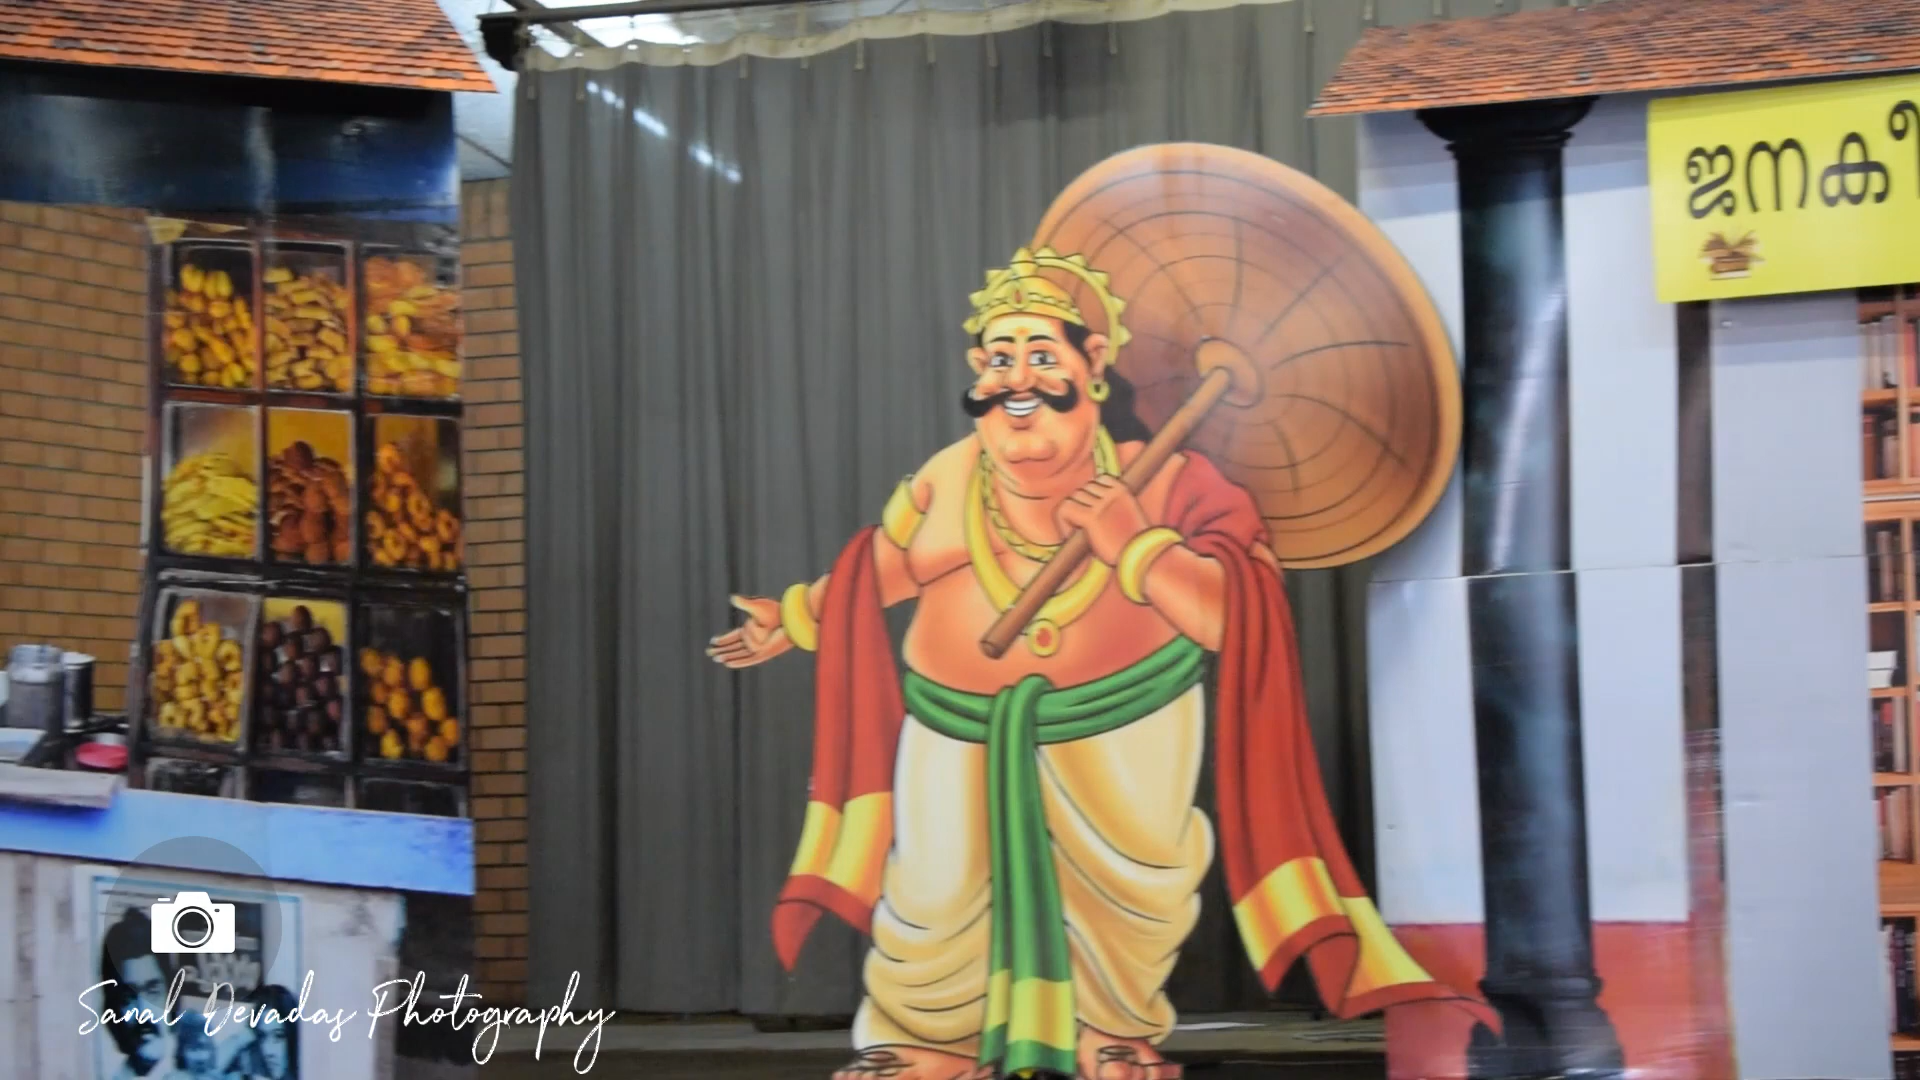 ജനകീ
Sanal Devadas Photography